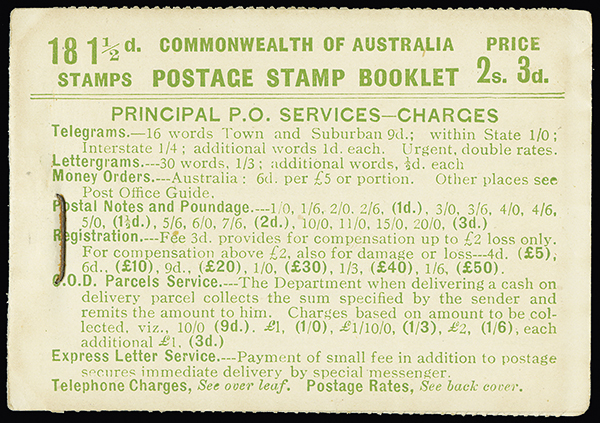 18 1½d. COMMONWEALTH OF AUSTRALIA PRICE
STAMPS POSTAGE STAMP BOOKLET 2s. 3d.
PRINCIPAL P.O. SERVICES—CHARGES
Telegrams.—16 words Town and Suburban 9d.; within State 1/0;
Interstate 1/4; additional words 1d. each. Urgent, double rates.
Lettergrams.---30 words, 1/3; additional words, ½d. each
Money Orders.---Australia: 6d. per £5 or portion. Other places see
Post Office Guide.
Postal Notes and Poundage.---1/0, 1/6, 2/0, 2/6, (1d.), 3/0, 3/6, 4/0, 4/6,
5/0, (1½d.), 5/6, 6/0, 7/6, (2d.), 10/0, 11/0, 15/0, 20/0, (3d.)
Registration.---Fee 3d. provides for compensation up to £2 loss only.
For compensation above £2, also for damage or loss---4d. (£5),
6d., (£10), 9d., (£20), 1/0, (£30), 1/3, (£40), 1/6, (£50).
C.O.D. Parcels Service.---The Department when delivering a cash on
delivery parcel collects the sum specified by the sender and
remits the amount to him. Charges based on amount to be col-
lected, viz., 10/0 (9d.). £1, (1/0), £1/10/0, (1/3), £2, (1/6), each
additional £1, (3d.)
Express Letter Service.---Payment of small fee in addition to postage
secures immediate delivery by special messenger.
Telephone Charges, See over leaf. Postage Rates, See back cover.